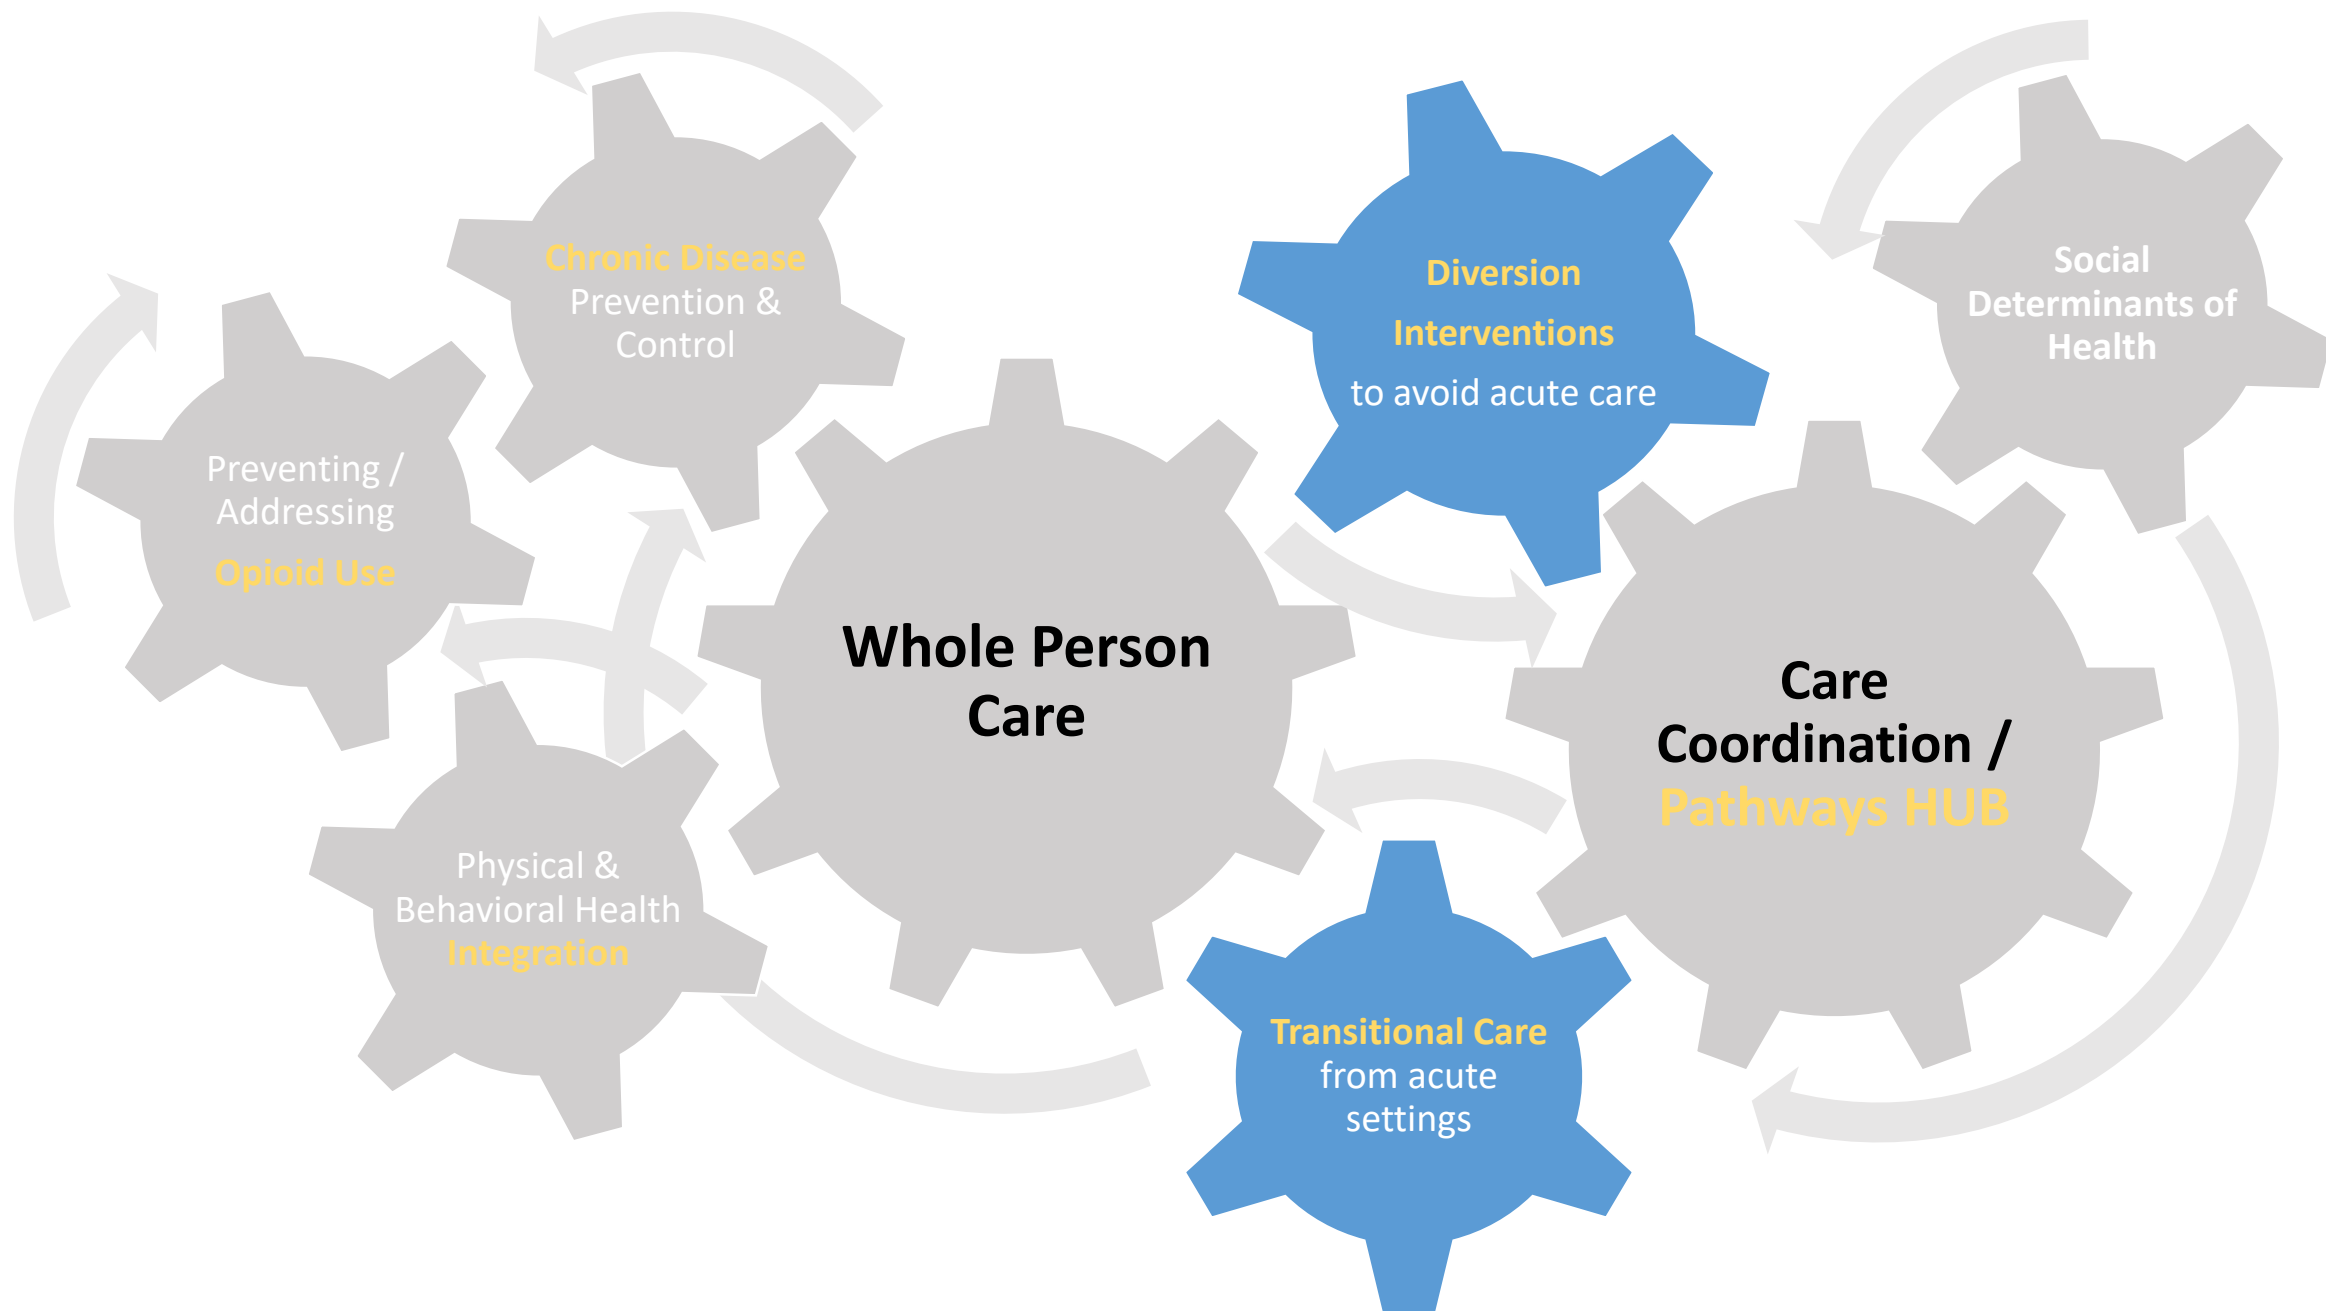 Chronic Disease
Prevention &
Control
Preventing /
Addressing
Opioid Use
Physical &
Behavioral Health
Integration
Whole Person
Care
Diversion
Interventions
to avoid acute care
Transitional Care
from acute
settings
Social
Determinants of
Health
Care
Coordination /
Pathways HUB